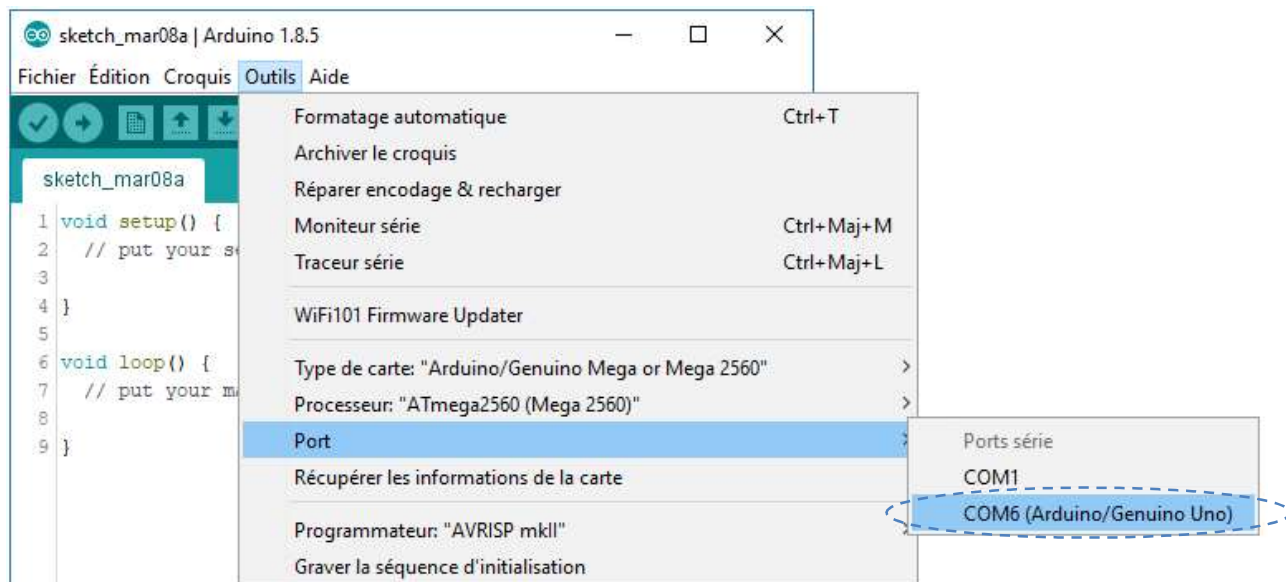 sketch_mar08a | Arduino 1.8.5
Fichier Édition Croquis Outils Aide
sketch_mar08a
1 void setup() {
2 // put your s
3
4 }
5
6 void loop() {
7 // put your m
8
9 }
Formatage automatique Ctrl+T
Archiver le croquis
Réparer encodage & recharger
Moniteur série Ctrl+Maj+M
Traceur série Ctrl+Maj+L
WiFi101 Firmware Updater
Type de carte: "Arduino/Genuino Mega or Mega 2560"
Processeur: "ATmega2560 (Mega 2560)"
Port
Récupérer les informations de la carte
Programmateur: "AVRISP mkII"
Graver la séquence d'initialisation
Ports série
COM1
COM6 (Arduino/Genuino Uno)